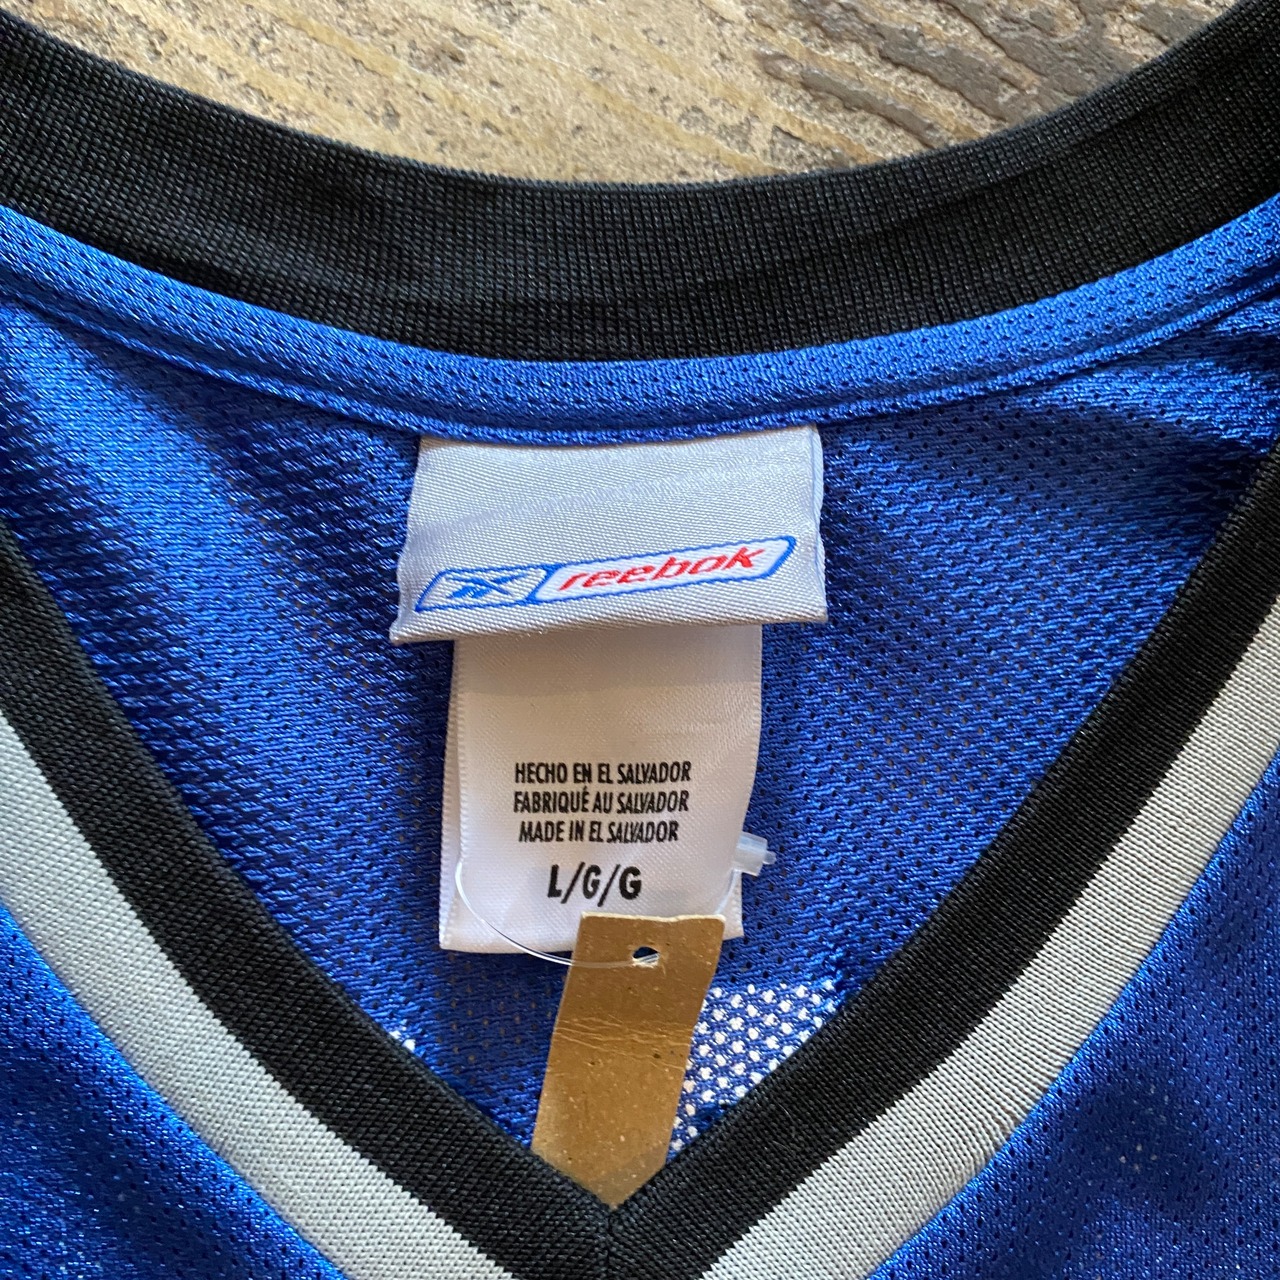 reebok
HECHO EN EL SALVADOR
FABRIQUÉ AU SALVADOR
MADE IN EL SALVADOR
L/G/G